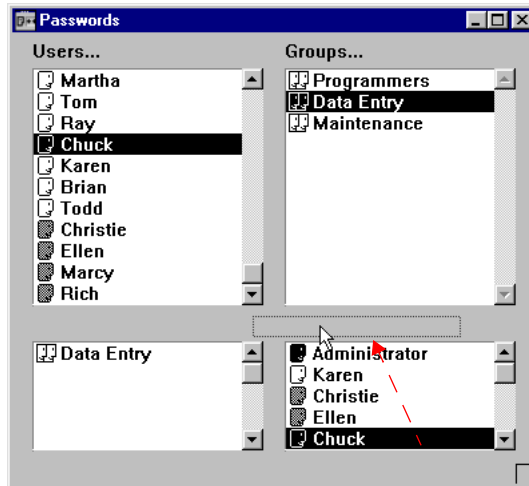 Passwords
Users...
Groups...
Martha
Tom
Ray
Chuck
Karen
Brian
Todd
Christie
Ellen
Marcy
Rich
Programmers
Data Entry
Maintenance
Data Entry
Administrator
Karen
Christie
Ellen
Chuck